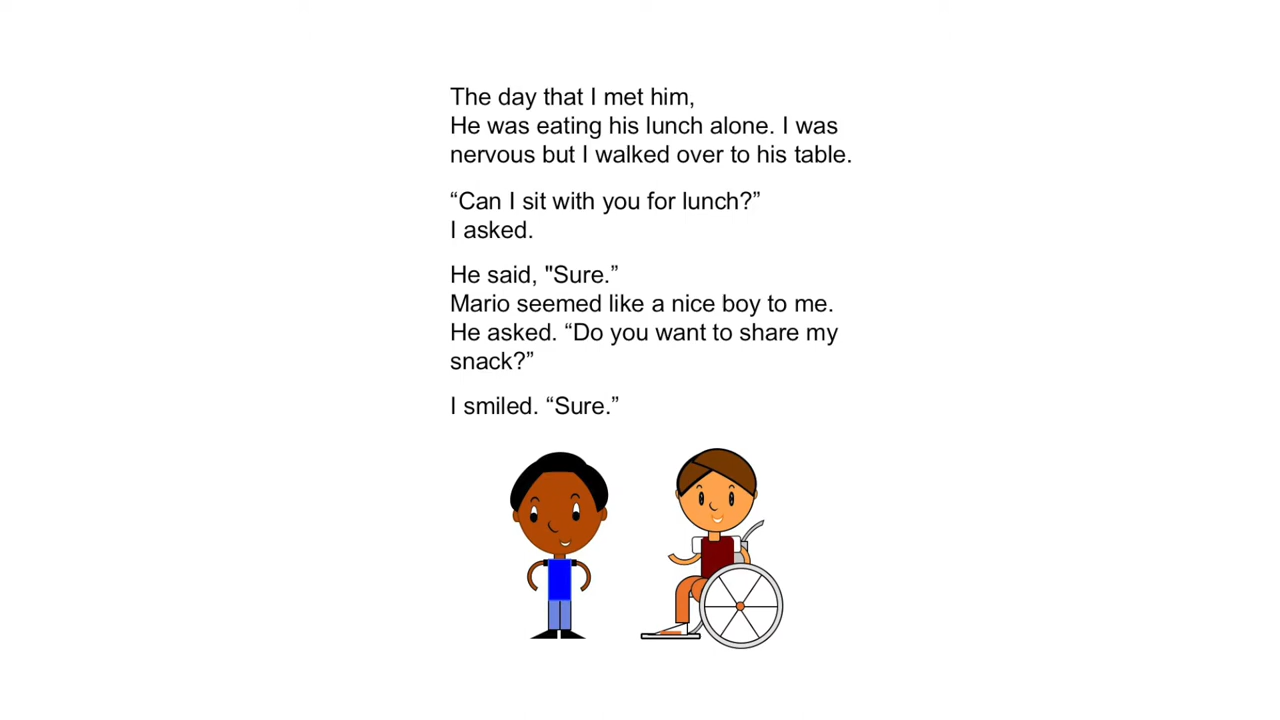 The day that I met him,
He was eating his lunch alone. I was
nervous but I walked over to his table.
“Can I sit with you for lunch?”
I asked.
He said, "Sure.”
Mario seemed like a nice boy to me.
He asked. “Do you want to share my
snack?”
I smiled. “Sure.”